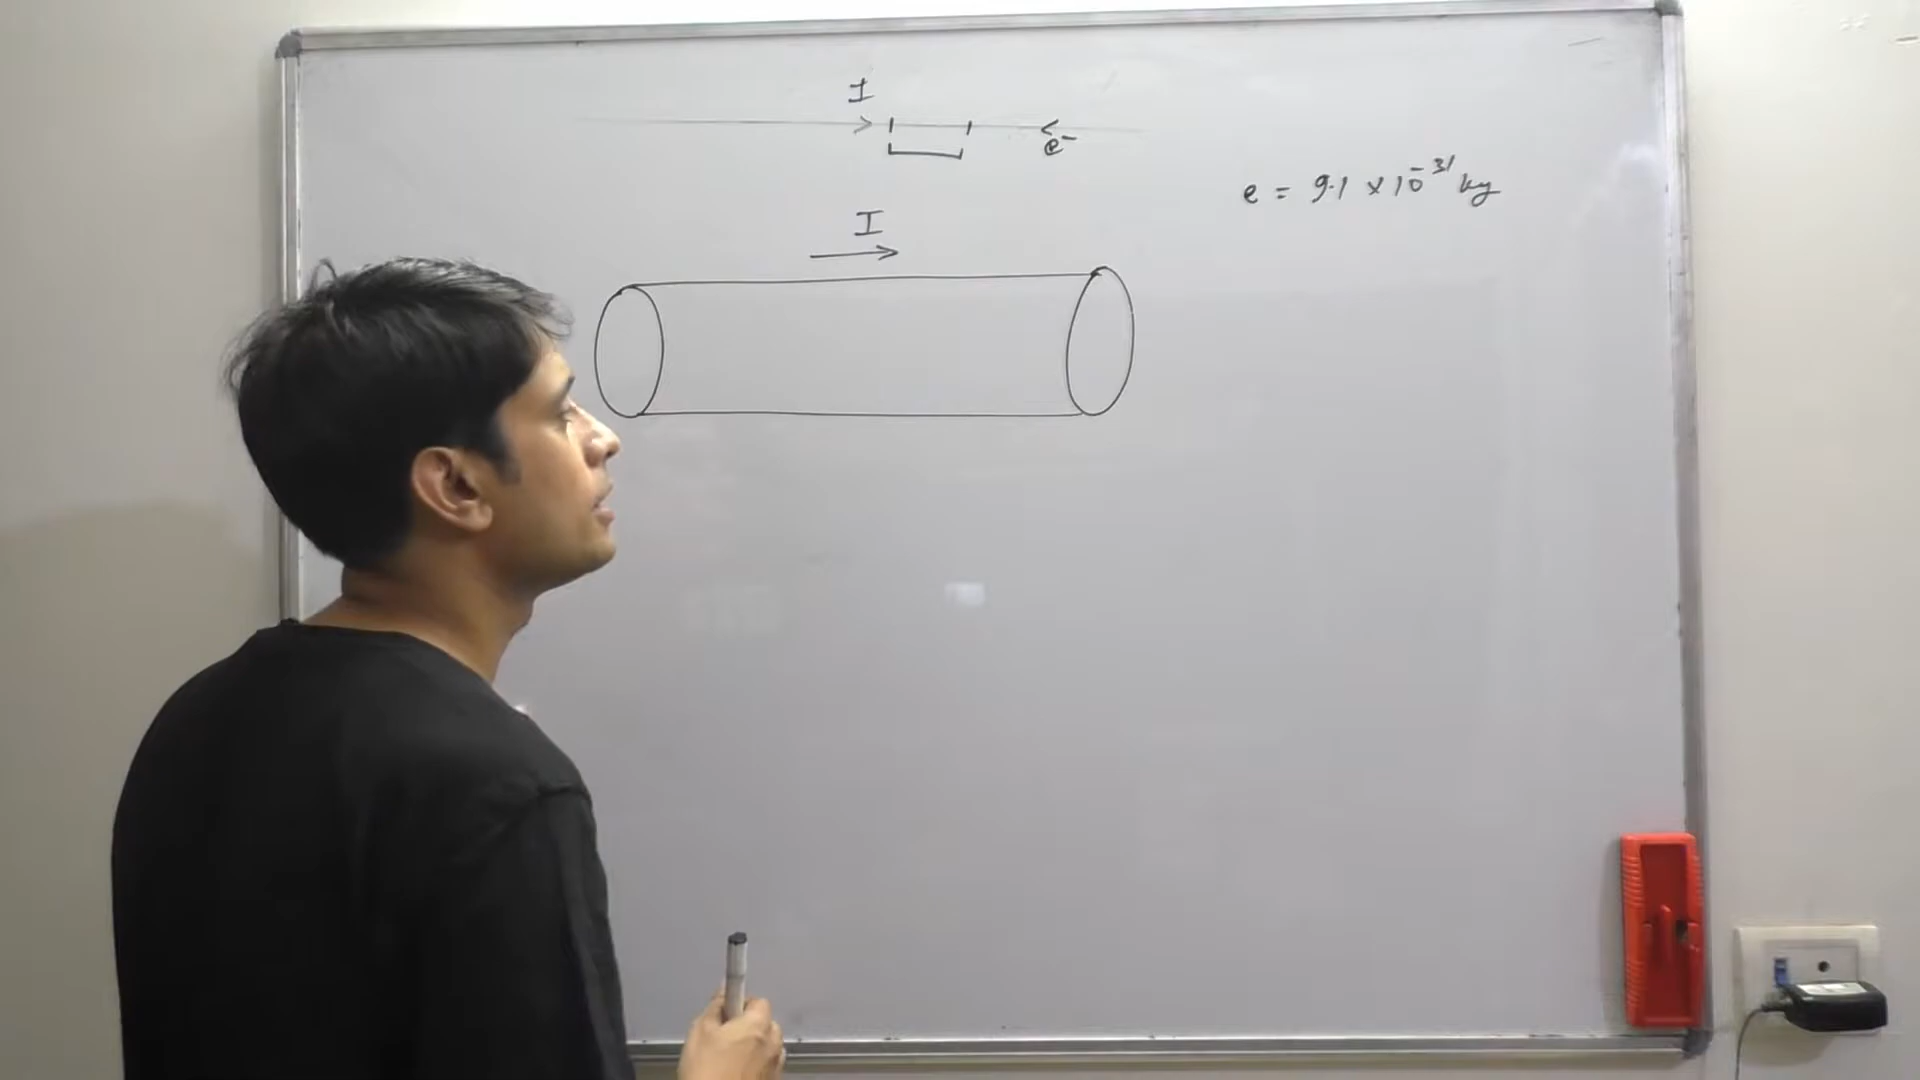 I
e⁻
e = 9.1 × 10⁻³¹ kg
I